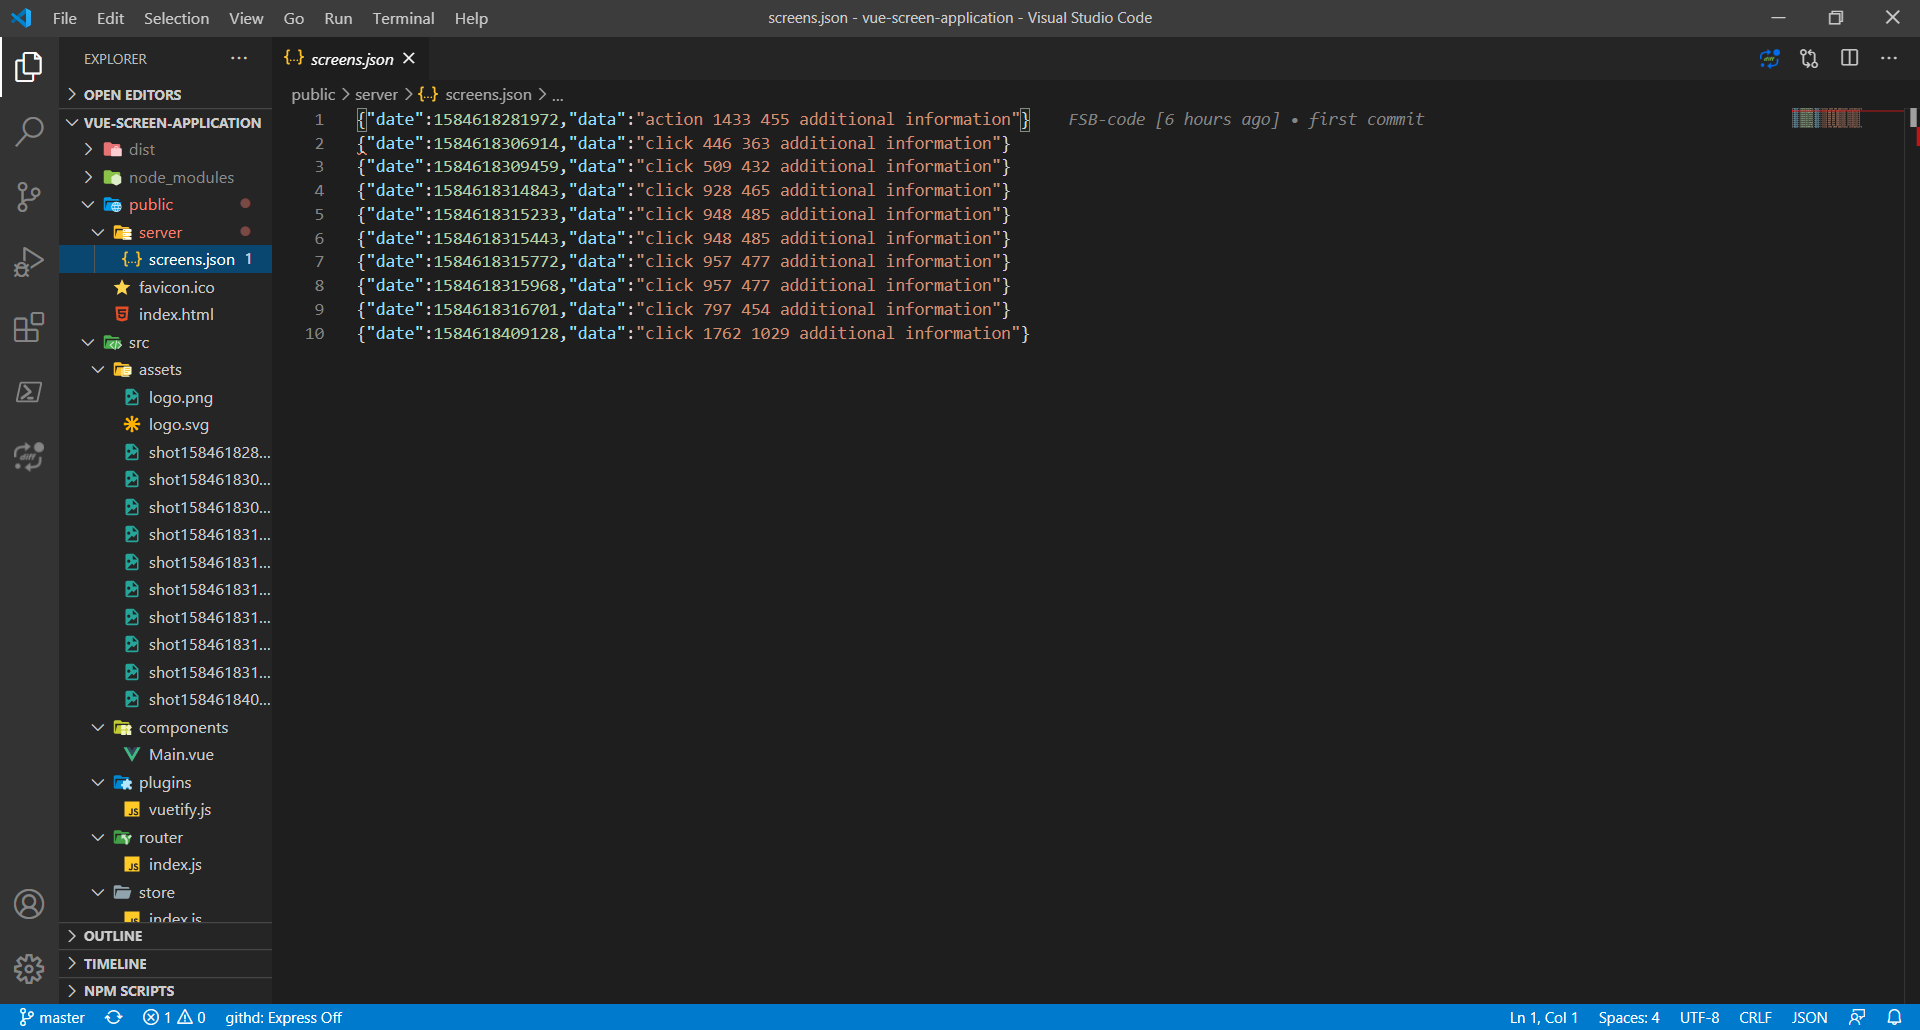 File Edit Selection View Go Run Terminal Help
screens.json - vue-screen-application - Visual Studio Code
EXPLORER
OPEN EDITORS
VUE-SCREEN-APPLICATION
dist
node_modules
public
server
screens.json 1
favicon.ico
index.html
src
assets
logo.png
logo.svg
shot158461828...
shot158461830...
shot158461830...
shot158461831...
shot158461831...
shot158461831...
shot158461831...
shot158461831...
shot158461831...
shot158461840...
components
Main.vue
plugins
vuetify.js
router
index.js
store
index.js
OUTLINE
TIMELINE
NPM SCRIPTS
screens.json
public > server > screens.json > ...
1 {"date":1584618281972,"data":"action 1433 455 additional information"} FSB-code [6 hours ago] • first commit
2 {"date":1584618306914,"data":"click 446 363 additional information"}
3 {"date":1584618309459,"data":"click 509 432 additional information"}
4 {"date":1584618314843,"data":"click 928 465 additional information"}
5 {"date":1584618315233,"data":"click 948 485 additional information"}
6 {"date":1584618315443,"data":"click 948 485 additional information"}
7 {"date":1584618315772,"data":"click 957 477 additional information"}
8 {"date":1584618315968,"data":"click 957 477 additional information"}
9 {"date":1584618316701,"data":"click 797 454 additional information"}
10 {"date":1584618409128,"data":"click 1762 1029 additional information"}
master 1 0 githd: Express Off
Ln 1, Col 1 Spaces: 4 UTF-8 CRLF JSON